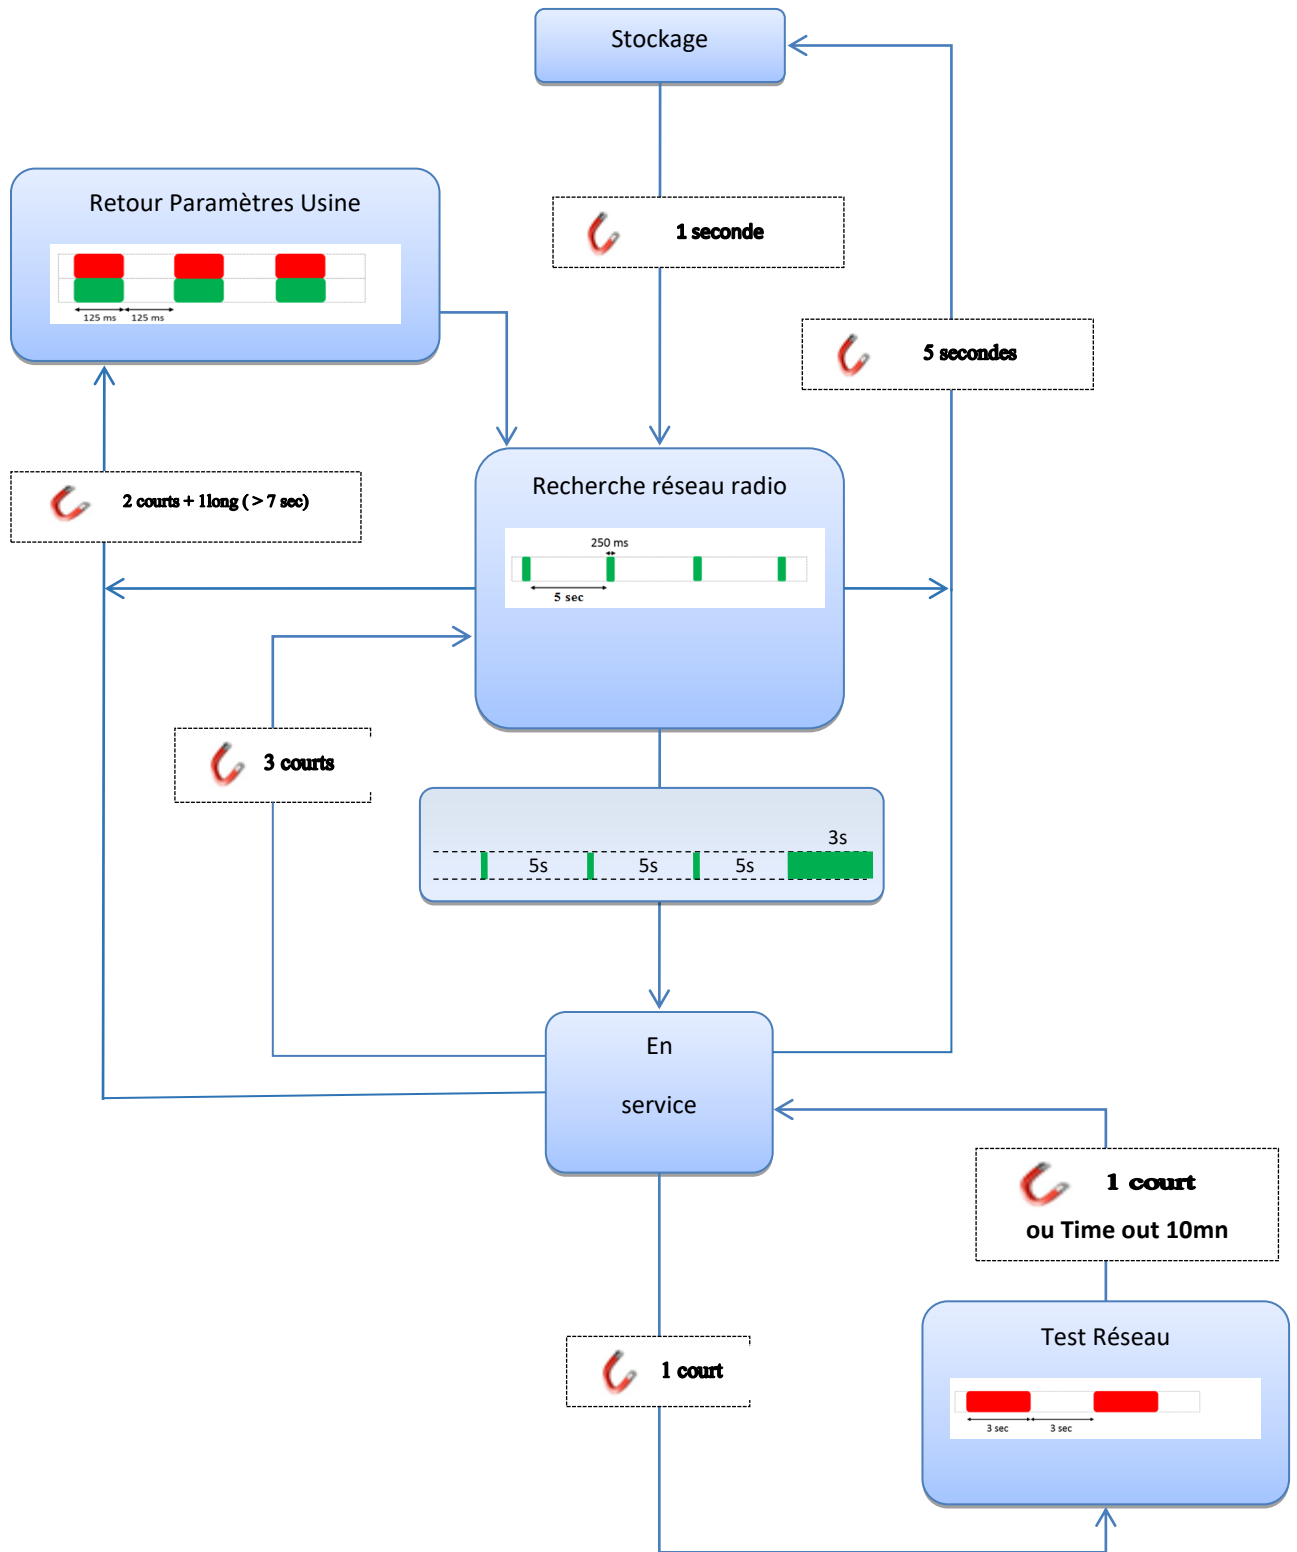 Stockage
1 seconde
Retour Paramètres Usine
125 ms
125 ms
5 secondes
2 courts + 1long ( > 7 sec)
Recherche réseau radio
250 ms
5 sec
3 courts
3s
5s
5s
5s
En
service
1 court
ou Time out 10mn
Test Réseau
3 sec
3 sec
1 court